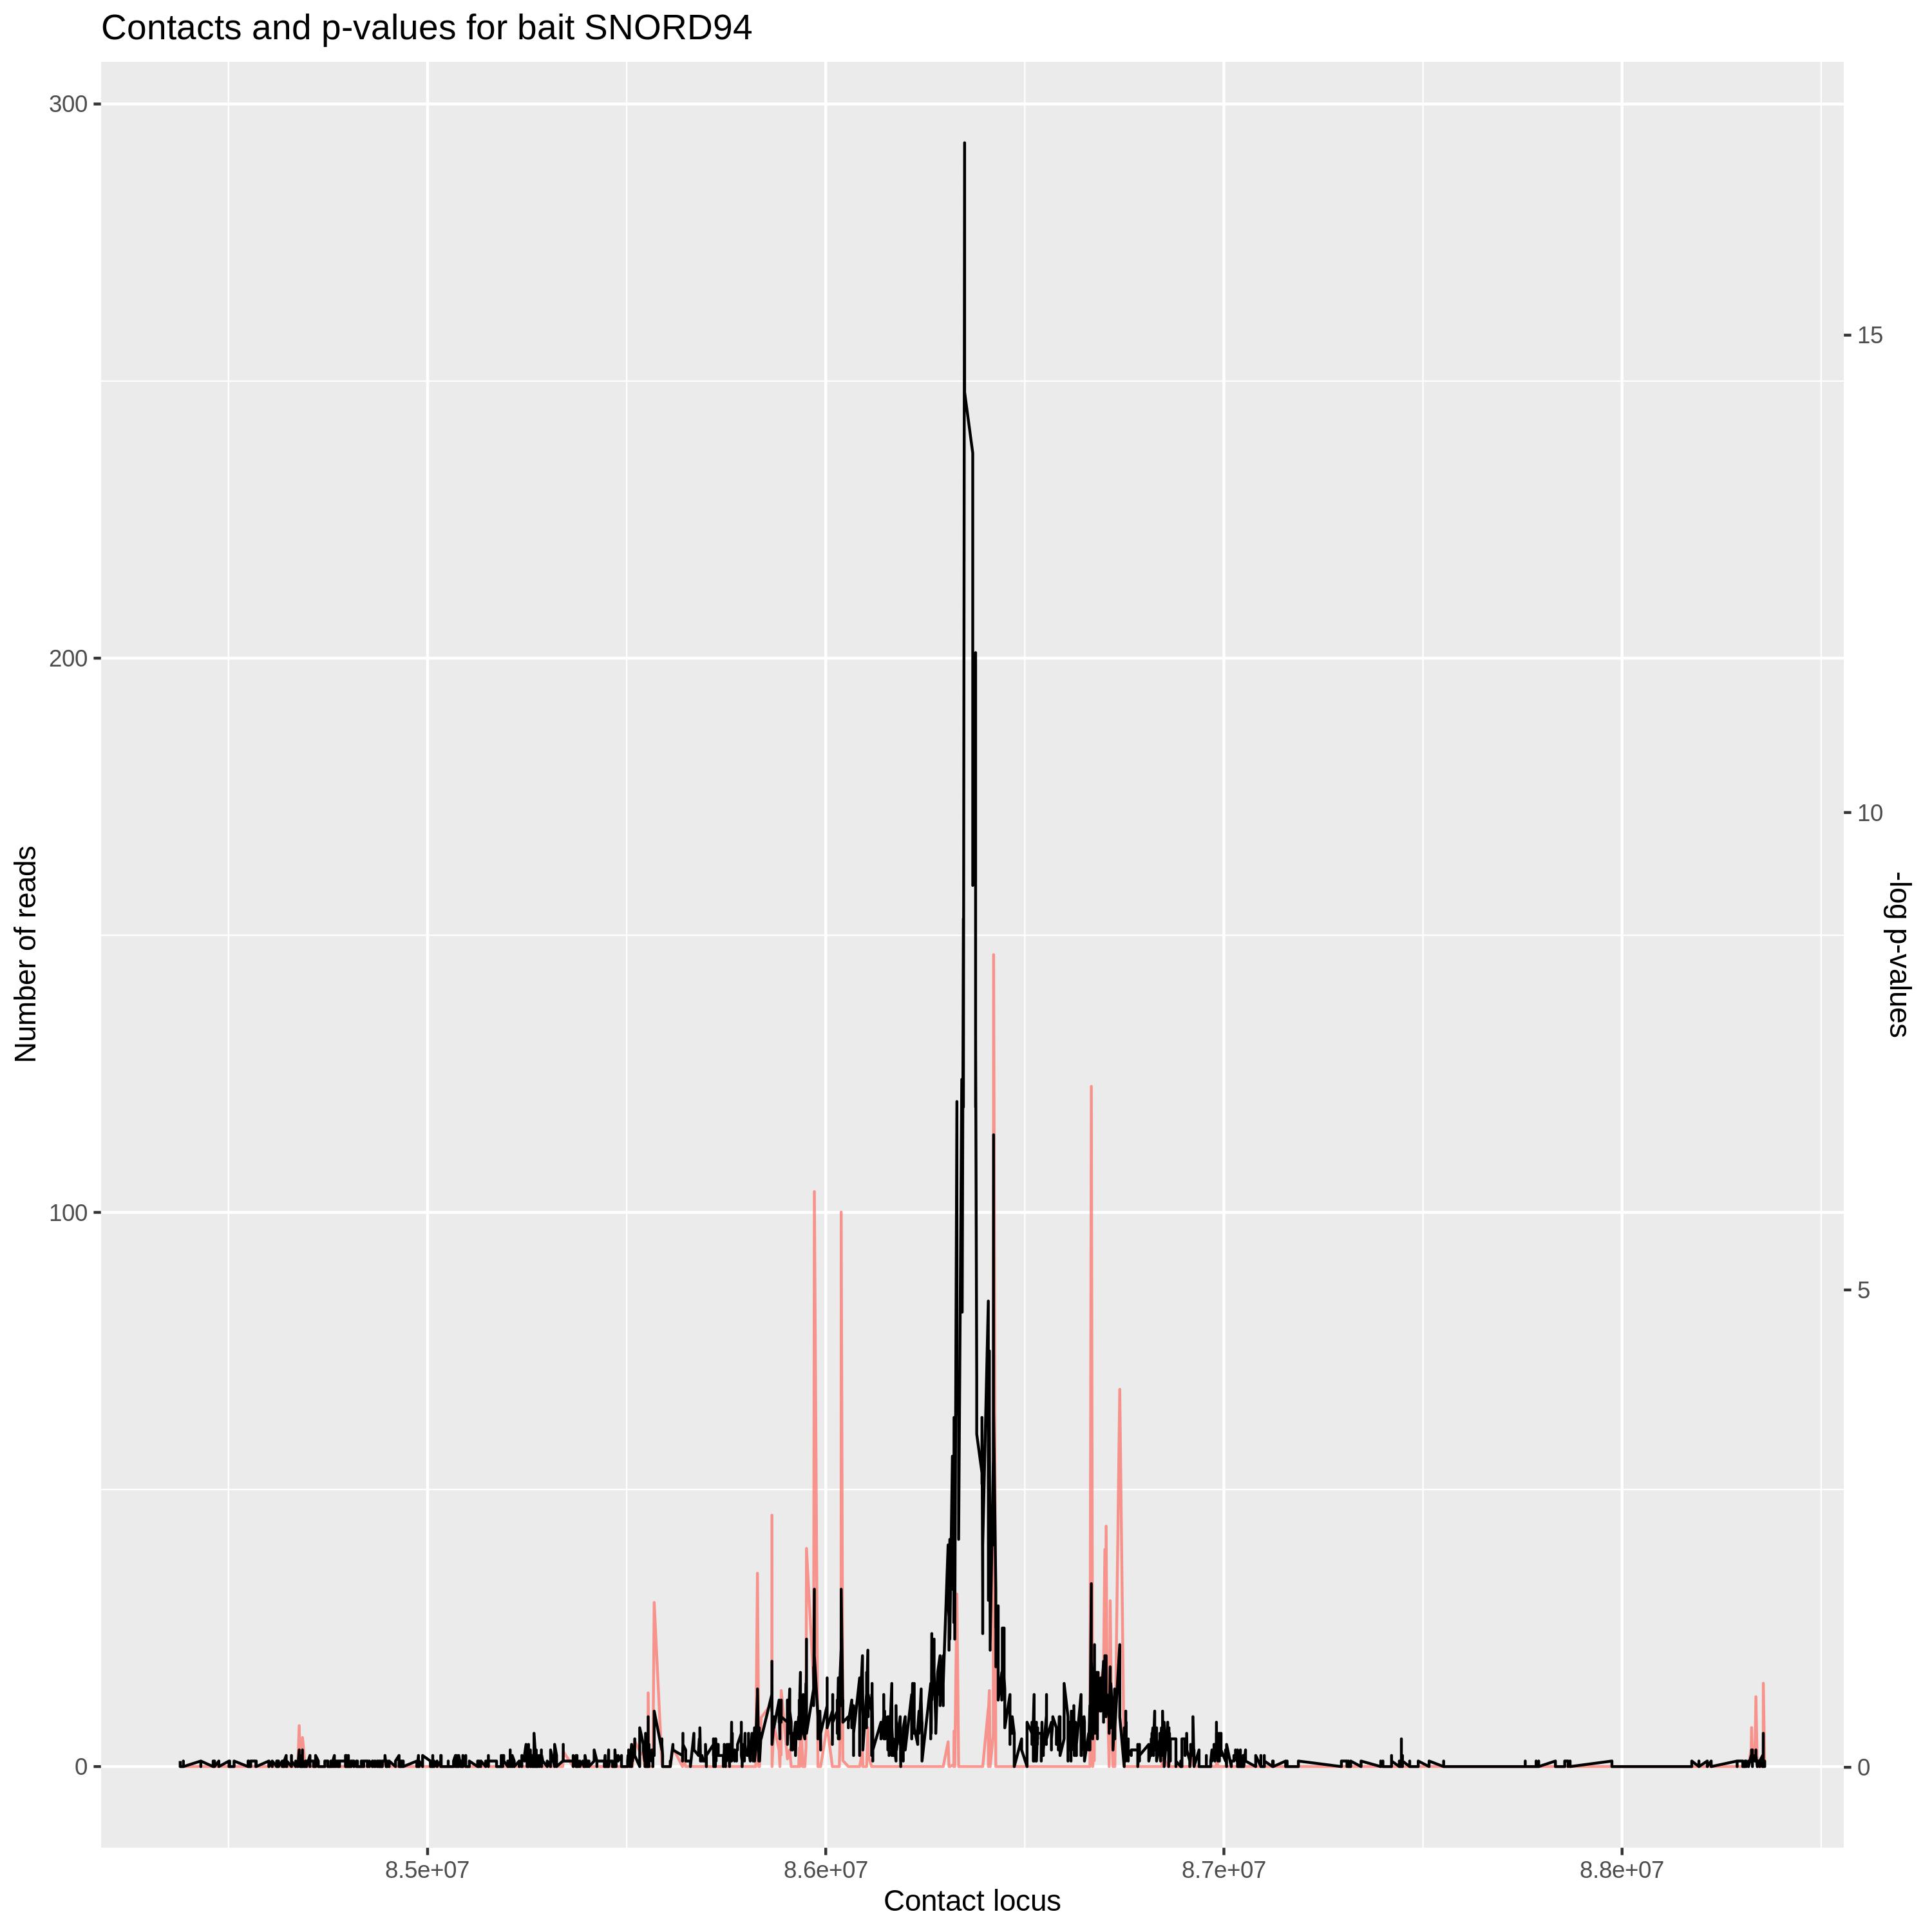 Contacts and p-values for bait SNORD94
300
200
100
0
Number of reads
15
10
5
0
-log p-values
8.5e+07
8.6e+07
8.7e+07
8.8e+07
Contact locus